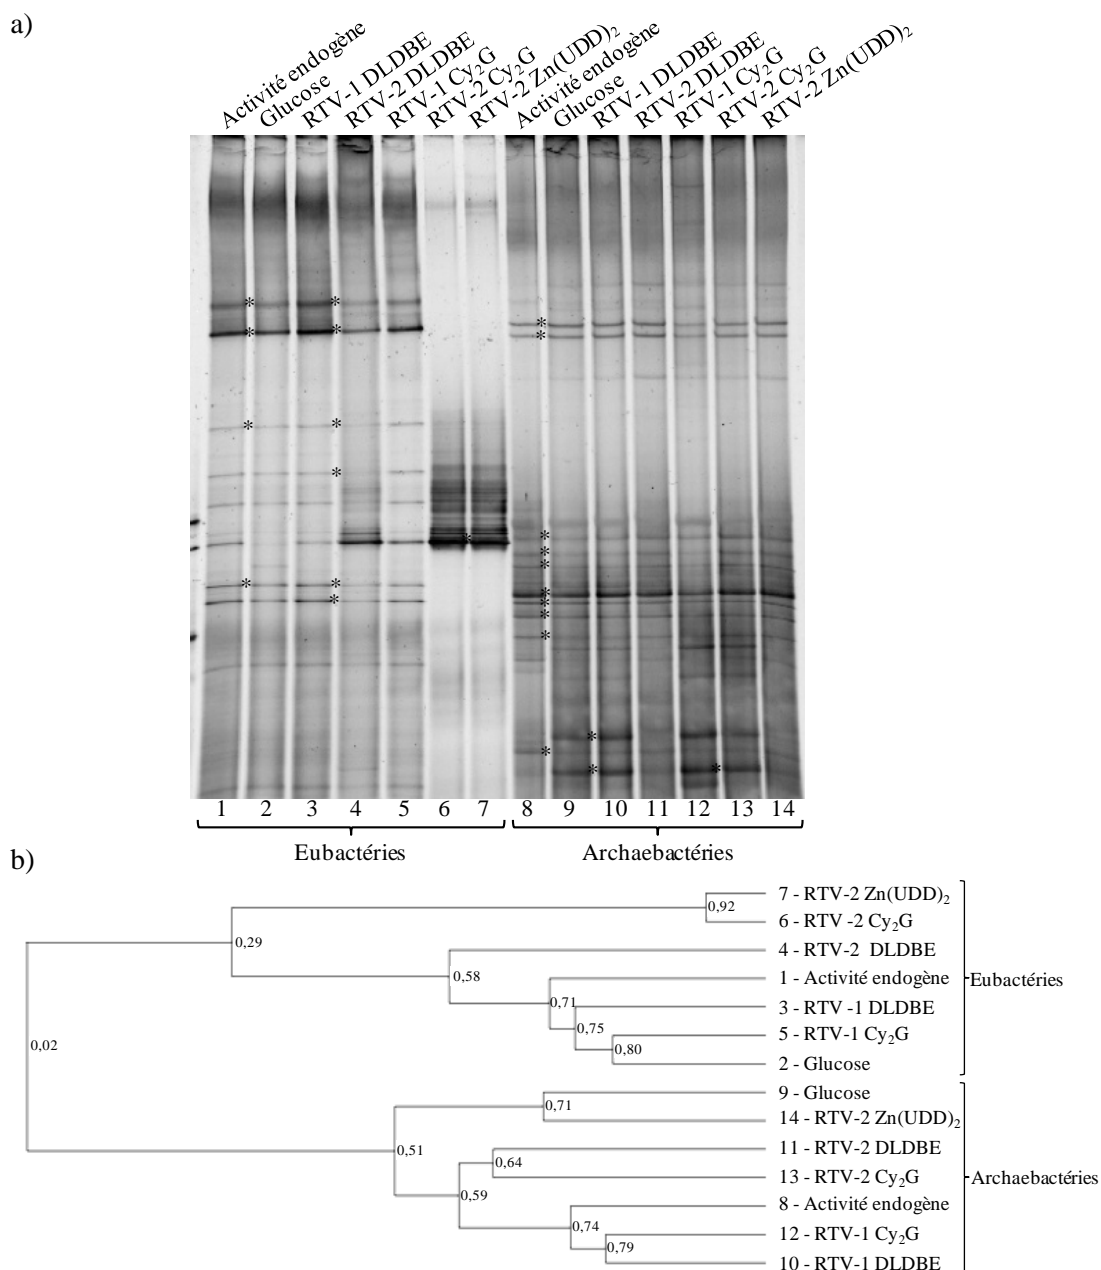 a)
Activité endogène
Glucose
RTV-1 DLDBE
RTV-2 DLDBE
RTV-1 Cy₂G
RTV-2 Cy₂G
RTV-2 Zn(UDD)₂
Activité endogène
Glucose
RTV-1 DLDBE
RTV-2 DLDBE
RTV-1 Cy₂G
RTV-2 Cy₂G
RTV-2 Zn(UDD)₂
1 2 3 4 5 6 7 8 9 10 11 12 13 14
Eubactéries Archaebactéries
b)
7 - RTV-2 Zn(UDD)₂
0,92
6 - RTV -2 Cy₂G
0,29
4 - RTV-2 DLDBE
0,58
1 - Activité endogène
Eubactéries
0,71
3 - RTV -1 DLDBE
0,75
5 - RTV-1 Cy₂G
0,02
0,80
2 - Glucose
9 - Glucose
0,71
14 - RTV-2 Zn(UDD)₂
0,51
11 - RTV-2 DLDBE
0,64
13 - RTV-2 Cy₂G
Archaebactéries
0,59
8 - Activité endogène
0,74
12 - RTV-1 Cy₂G
0,79
10 - RTV-1 DLDBE